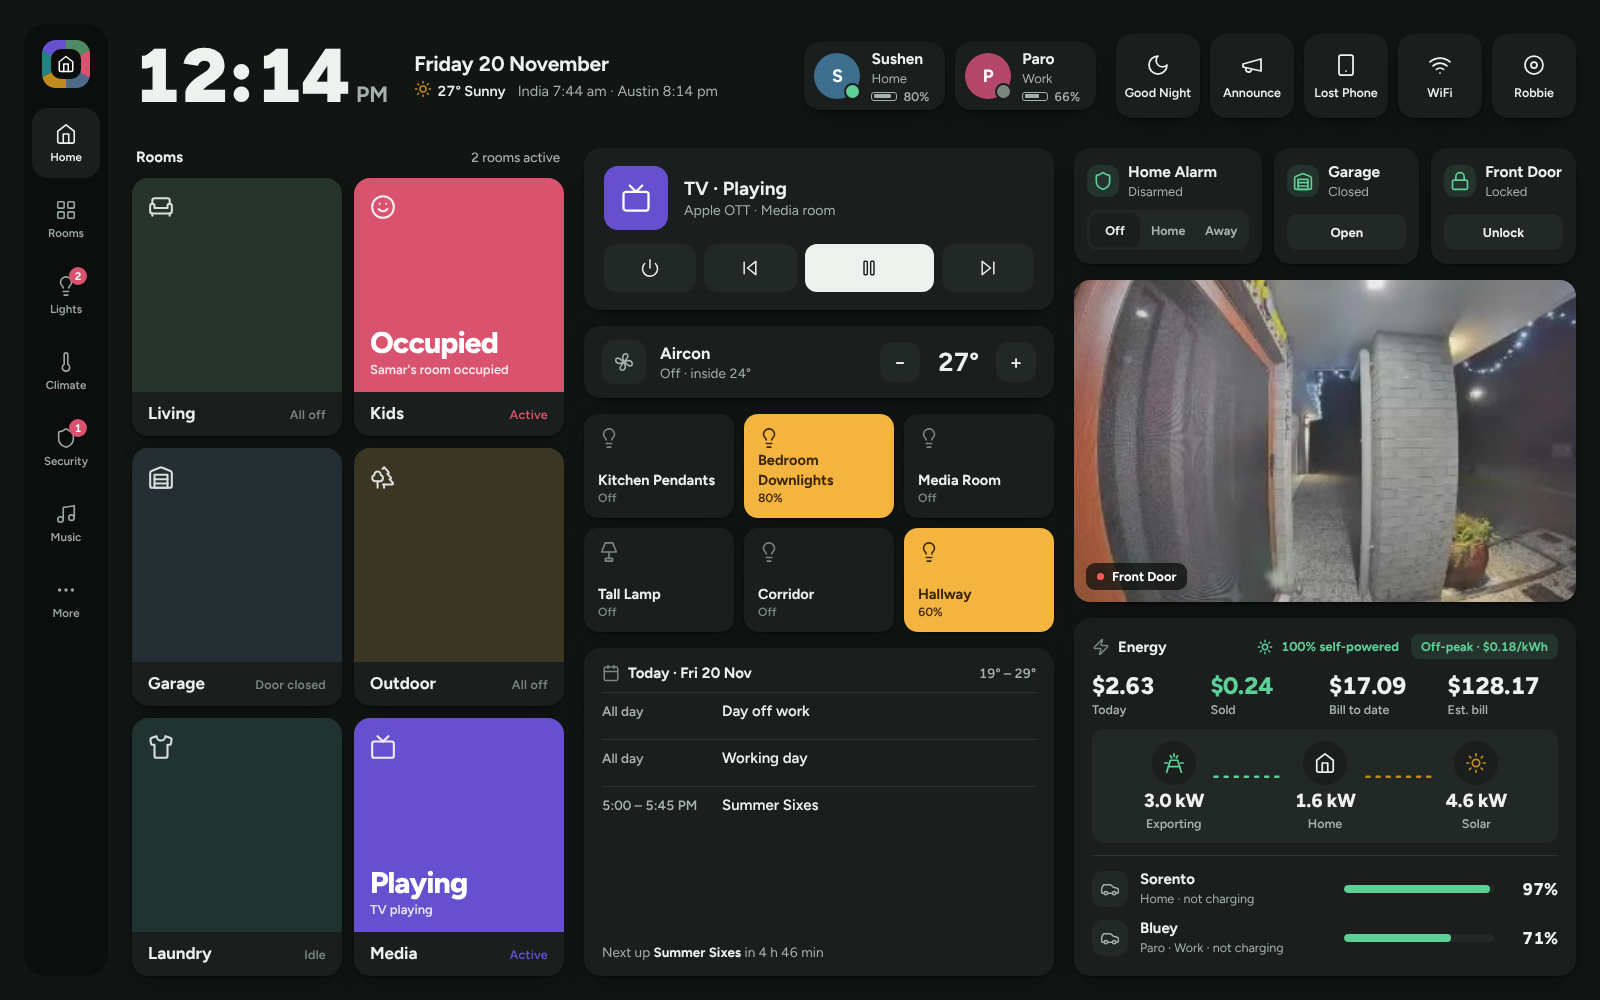 12:14 PM
Friday 20 November
27° Sunny India 7:44 am · Austin 8:14 pm
S
Sushen
Home
80%
P
Paro
Work
66%
Good Night
Announce
Lost Phone
WiFi
Robbie
Home
Rooms
2
Lights
Climate
1
Security
Music
More
Rooms
2 rooms active
Living
All off
Occupied
Samar's room occupied
Kids
Active
Garage
Door closed
Outdoor
All off
Laundry
Idle
Playing
TV playing
Media
Active
TV · Playing
Apple OTT · Media room
Aircon
Off · inside 24°
−
27°
+
Kitchen Pendants
Off
Bedroom
Downlights
80%
Media Room
Off
Tall Lamp
Off
Corridor
Off
Hallway
60%
Today · Fri 20 Nov
19° – 29°
All day
Day off work
All day
Working day
5:00 – 5:45 PM
Summer Sixes
Next up Summer Sixes in 4 h 46 min
Home Alarm
Disarmed
Off
Home
Away
Garage
Closed
Open
Front Door
Locked
Unlock
Front Door
Energy
100% self-powered
Off-peak · $0.18/kWh
$2.63
Today
$0.24
Sold
$17.09
Bill to date
$128.17
Est. bill
3.0 kW
Exporting
1.6 kW
Home
4.6 kW
Solar
Sorento
Home · not charging
97%
Bluey
Paro · Work · not charging
71%